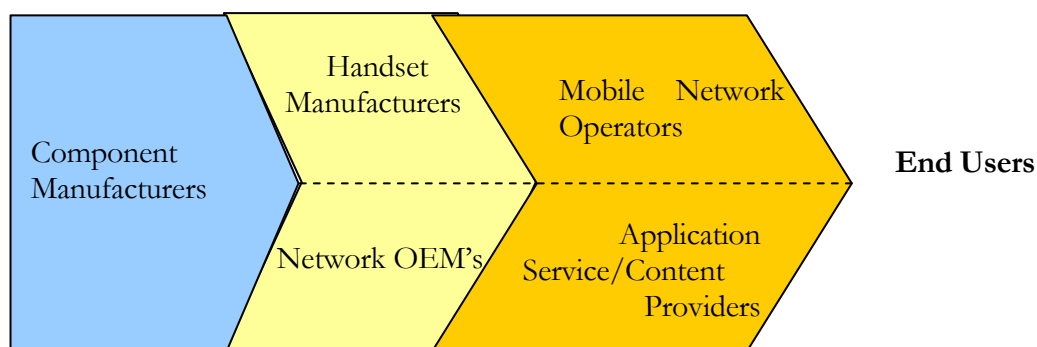 Component
Manufacturers
Handset
Manufacturers
Network OEM's
Mobile Network
Operators
Application
Service/Content
Providers
End Users